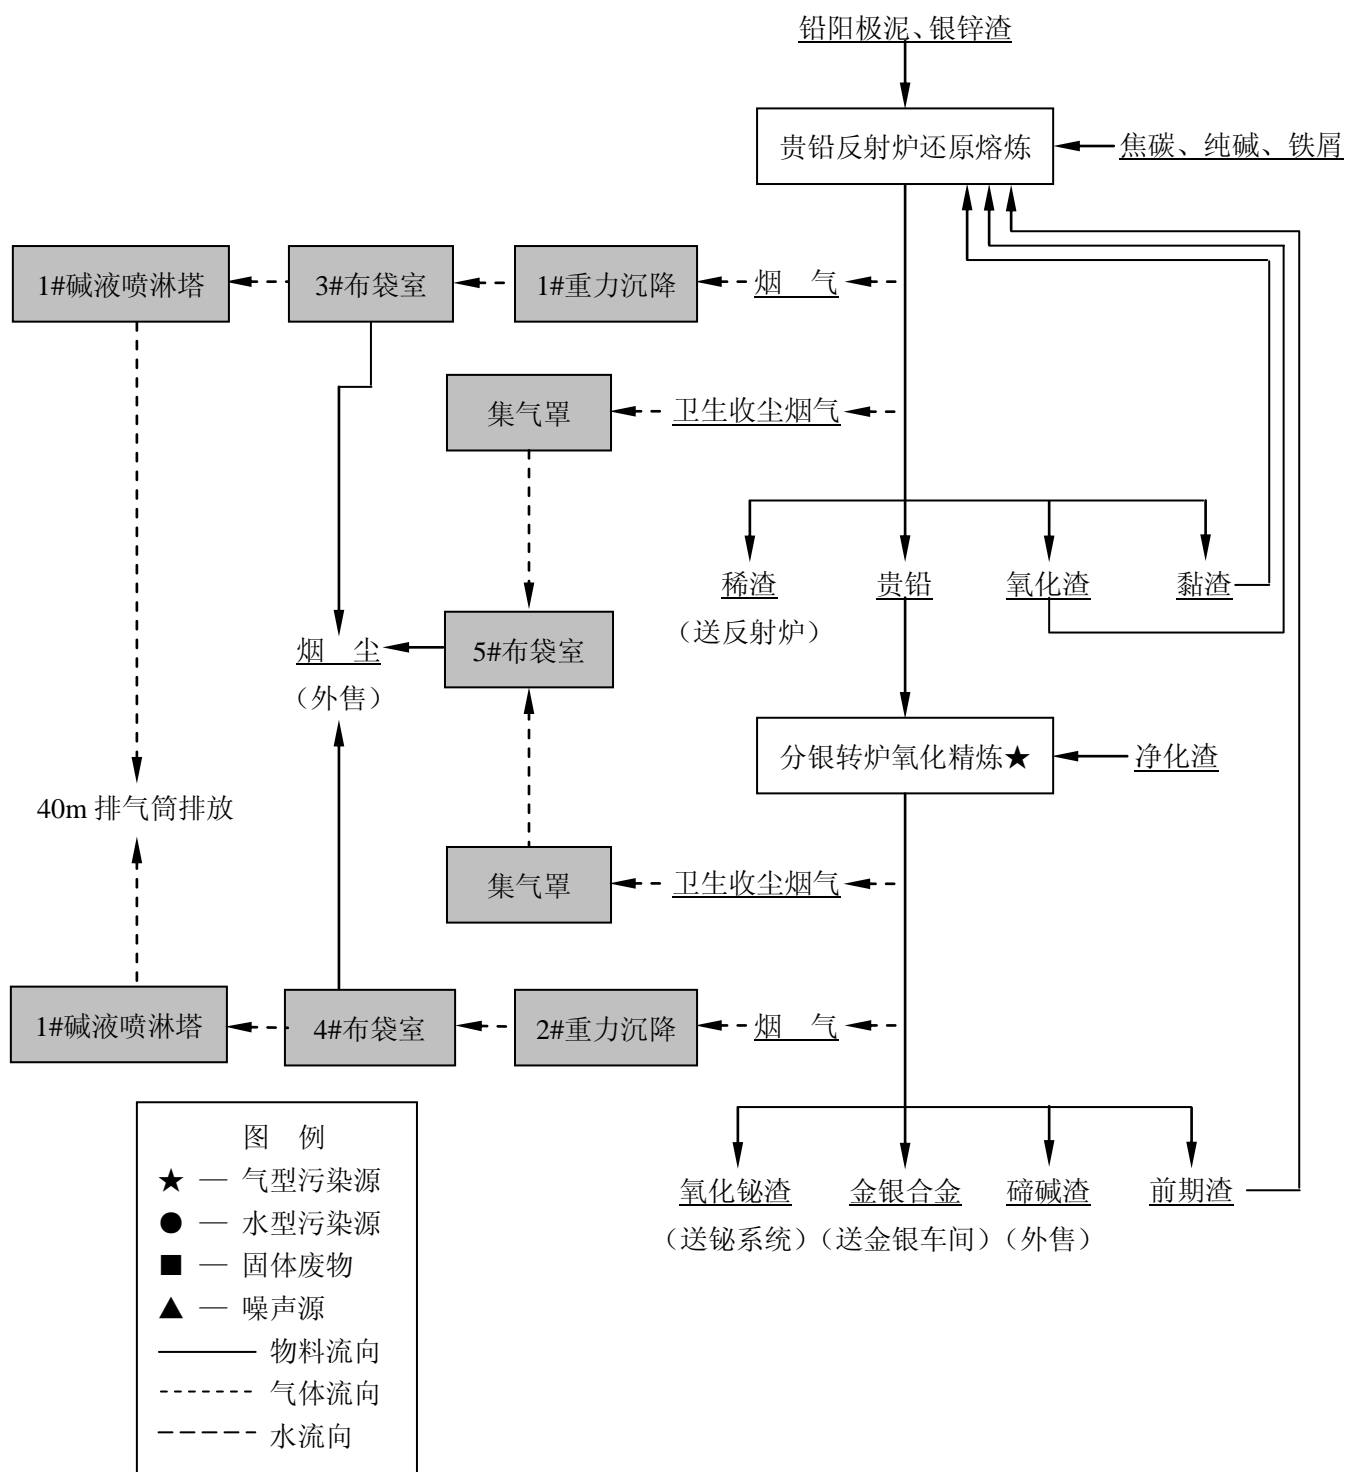 铅阳极泥、银锌渣
贵铅反射炉还原熔炼
焦碳、纯碱、铁屑
1#碱液喷淋塔
3#布袋室
1#重力沉降
烟 气
集气罩
卫生收尘烟气
稀渣
贵铅
氧化渣
黏渣
(送反射炉)
烟 尘
5#布袋室
(外售)
分银转炉氧化精炼★
净化渣
40m 排气筒排放
集气罩
卫生收尘烟气
1#碱液喷淋塔
4#布袋室
2#重力沉降
烟 气
氧化铋渣
金银合金
碲碱渣
前期渣
(送铋系统)
(送金银车间)
(外售)
图 例
★ — 气型污染源
● — 水型污染源
■ — 固体废物
▲ — 噪声源
物料流向
气体流向
水流向